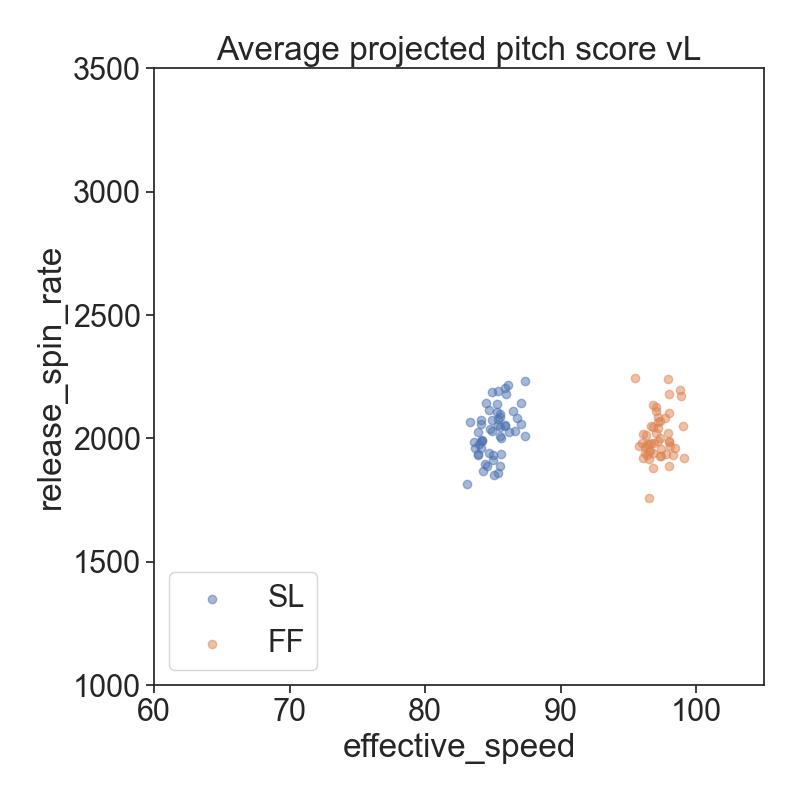 Average projected pitch score vL
3500
3000
2500
2000
1500
1000
release_spin_rate
SL
FF
60
70
80
90
100
effective_speed